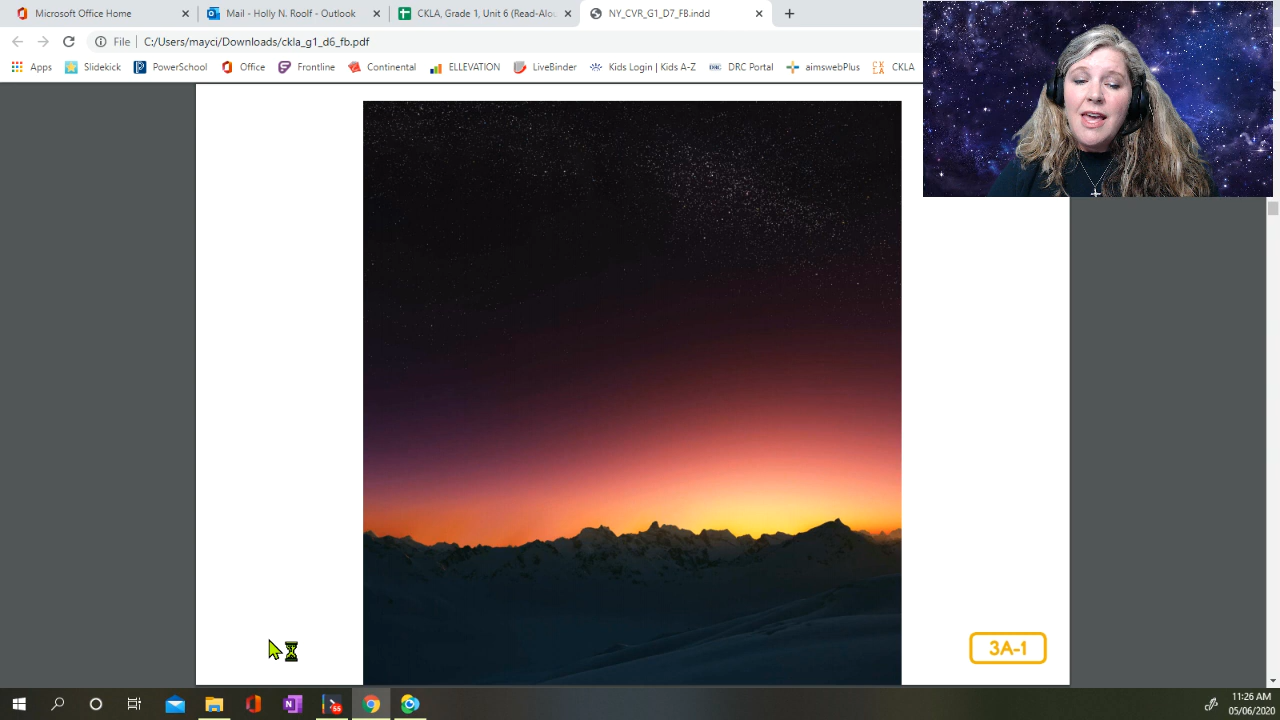 Microsoft Office Home
Mail - Holly N. Roolf - Outlook
CKLA, Grade 1, Unit 6 (Read-Alo
NY_CVR_G1_D7_FB.indd
File
C:/Users/mayci/Downloads/ckla_g1_d6_fb.pdf
Apps
Slidekick
PowerSchool
Office
Frontline
Continental
ELLEVATION
LiveBinder
Kids Login | Kids A-Z
DRC Portal
aimswebPlus
CKLA
3A-1
11:26 AM
05/06/2020